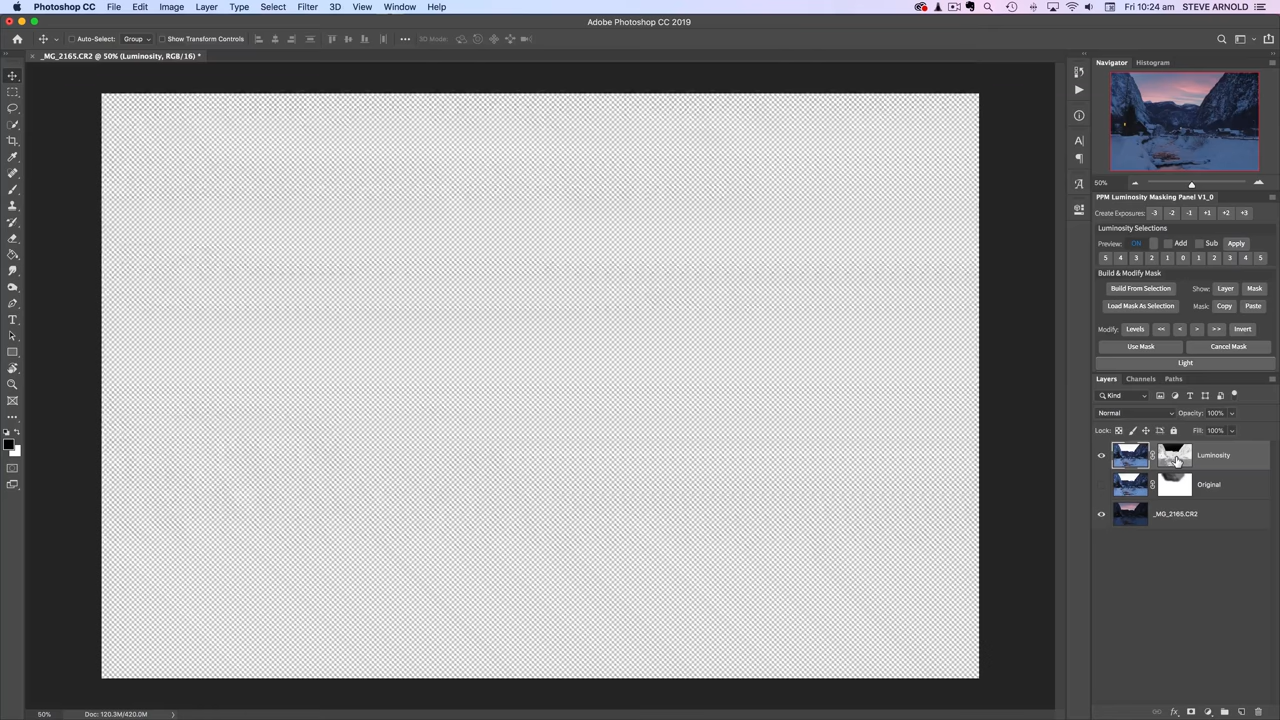 Photoshop CC File Edit Image Layer Type Select Filter 3D View Window Help Fri 10:24 am STEVE ARNOLD
Adobe Photoshop CC 2019
Auto-Select: Group Show Transform Controls 3D Mode:
_MG_2165.CR2 @ 50% (Luminosity, RGB/16) *
Navigator Histogram
50%
PPM Luminosity Masking Panel V1_0
Create Exposures: -3 -2 -1 +1 +2 +3
Luminosity Selections
Preview: ON Add Sub Apply
5 4 3 2 1 0 1 2 3 4 5
Build & Modify Mask
Build From Selection Show: Layer Mask
Load Mask As Selection Mask: Copy Paste
Modify: Levels << < > >> Invert
Use Mask Cancel Mask
Light
Layers Channels Paths
Kind
Normal Opacity: 100%
Lock: Fill: 100%
Luminosity
Original
_MG_2165.CR2
50% Doc: 120.3M/420.0M